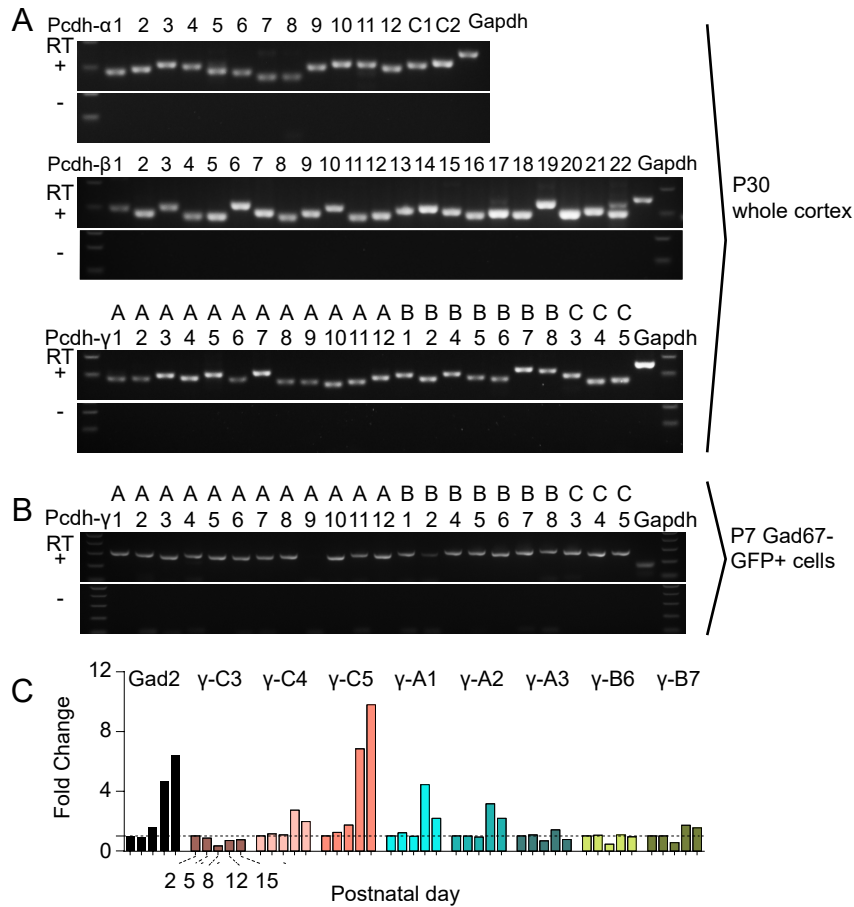 A
Pcdh-α1 2 3 4 5 6 7 8 9 10 11 12 C1 C2 Gapdh
RT
+
-
Pcdh-β1 2 3 4 5 6 7 8 9 10 11 12 13 14 15 16 17 18 19 20 21 22 Gapdh
RT
+
-
P30
whole cortex
A A A A A A A A A A A A B B B B B B B C C C
Pcdh-γ1 2 3 4 5 6 7 8 9 10 11 12 1 2 4 5 6 7 8 3 4 5 Gapdh
RT
+
-
B
A A A A A A A A A A A A B B B B B B B C C C
Pcdh-γ1 2 3 4 5 6 7 8 9 10 11 12 1 2 4 5 6 7 8 3 4 5 Gapdh
RT
+
-
P7 Gad67-
GFP+ cells
C
Fold Change
12
8
4
0
Gad2 γ-C3 γ-C4 γ-C5 γ-A1 γ-A2 γ-A3 γ-B6 γ-B7
2 5 8 12 15
Postnatal day